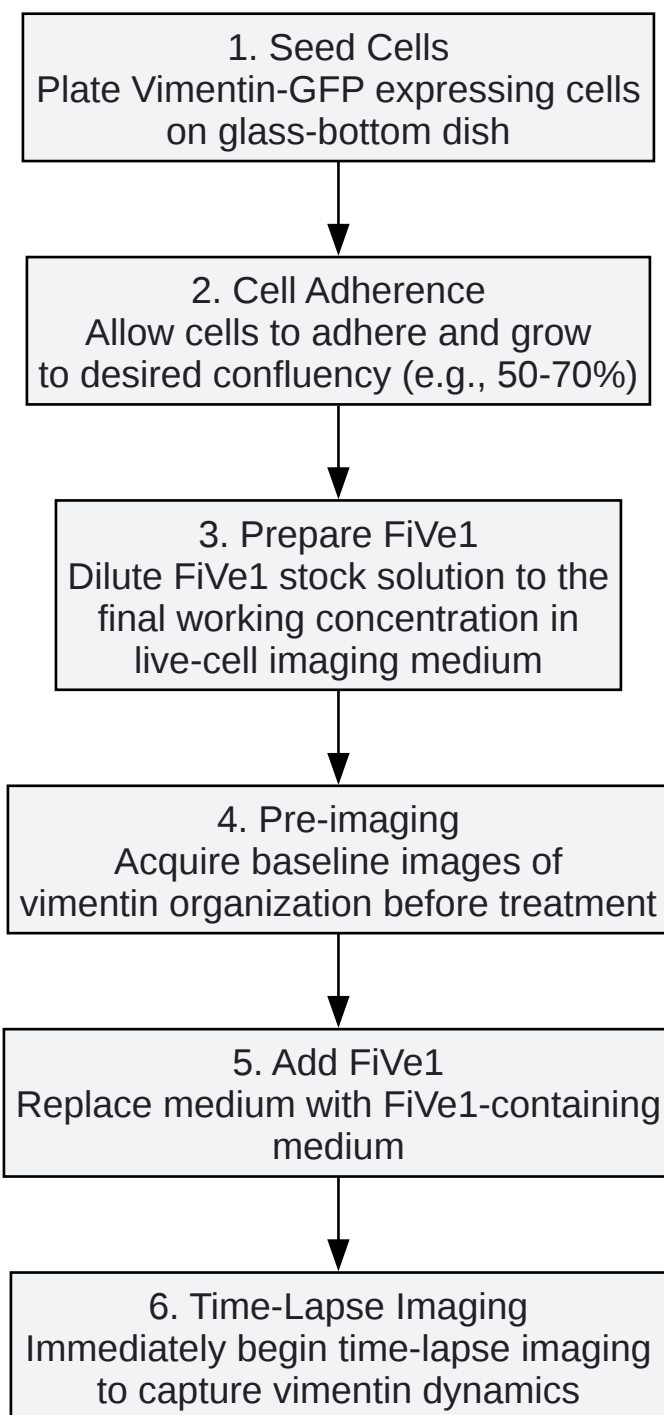 1. Seed Cells
Plate Vimentin-GFP expressing cells
on glass-bottom dish
2. Cell Adherence
Allow cells to adhere and grow
to desired confluency (e.g., 50-70%)
3. Prepare FiVe1
Dilute FiVe1 stock solution to the
final working concentration in
live-cell imaging medium
4. Pre-imaging
Acquire baseline images of
vimentin organization before treatment
5. Add FiVe1
Replace medium with FiVe1-containing
medium
6. Time-Lapse Imaging
Immediately begin time-lapse imaging
to capture vimentin dynamics